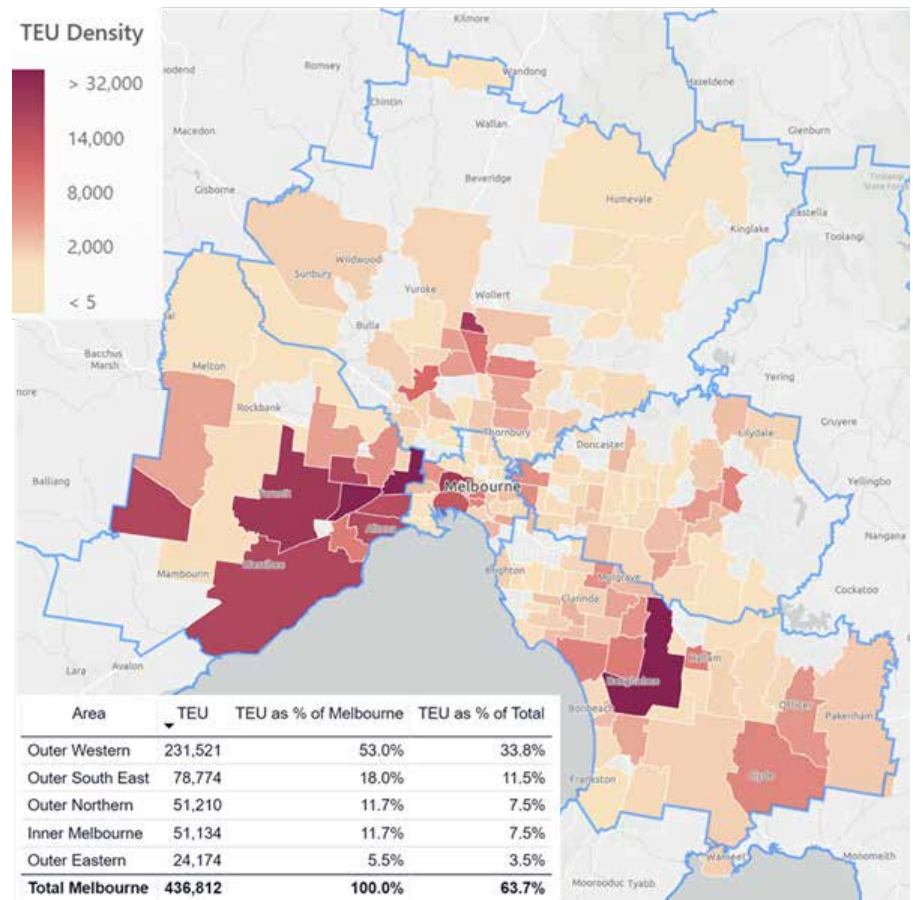 TEU Density
> 32,000
14,000
8,000
2,000
< 5
Kilmore
Romsey
Wandong
Hazeldene
Chintin
Wallan
Macedon
Glenburn
Beveridge
Gisborne
Humevale
Castella
Kinglake
Toolangi
Wildwood
Sunbury
Yuroke
Wollert
Bulla
Bacchus
Marsh
Melton
Yering
Rockbank
Gruyere
Thornbury
Doncaster
Lilydale
Balliang
Melbourne
Yellingbo
Nangana
Mambourin
Brighton
Mulgrave
Clarinda
Cockatoo
Lara
Avalon
Hallam
Bangholme
Bonbeach
Officer
Pakenham
Frankston
Clyde
Warneet
Monomeith
Moorooduc
Tyabb
Area TEU TEU as % of Melbourne TEU as % of Total
Outer Western 231,521 53.0% 33.8%
Outer South East 78,774 18.0% 11.5%
Outer Northern 51,210 11.7% 7.5%
Inner Melbourne 51,134 11.7% 7.5%
Outer Eastern 24,174 5.5% 3.5%
Total Melbourne 436,812 100.0% 63.7%